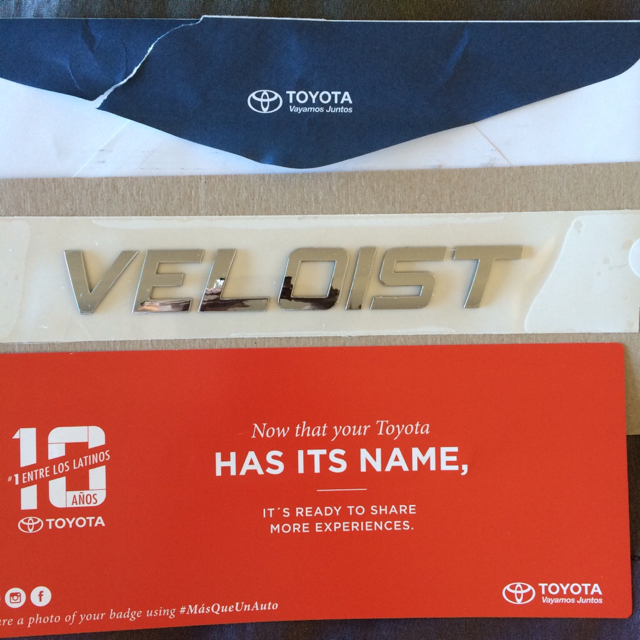 TOYOTA
Vayamos Juntos
VELOIST
10
#1 ENTRE LOS LATINOS
AÑOS
TOYOTA
Now that your Toyota
HAS ITS NAME,
IT´S READY TO SHARE
MORE EXPERIENCES.
a photo of your badge using #MásQueUnAuto
TOYOTA
Vayamos Juntos